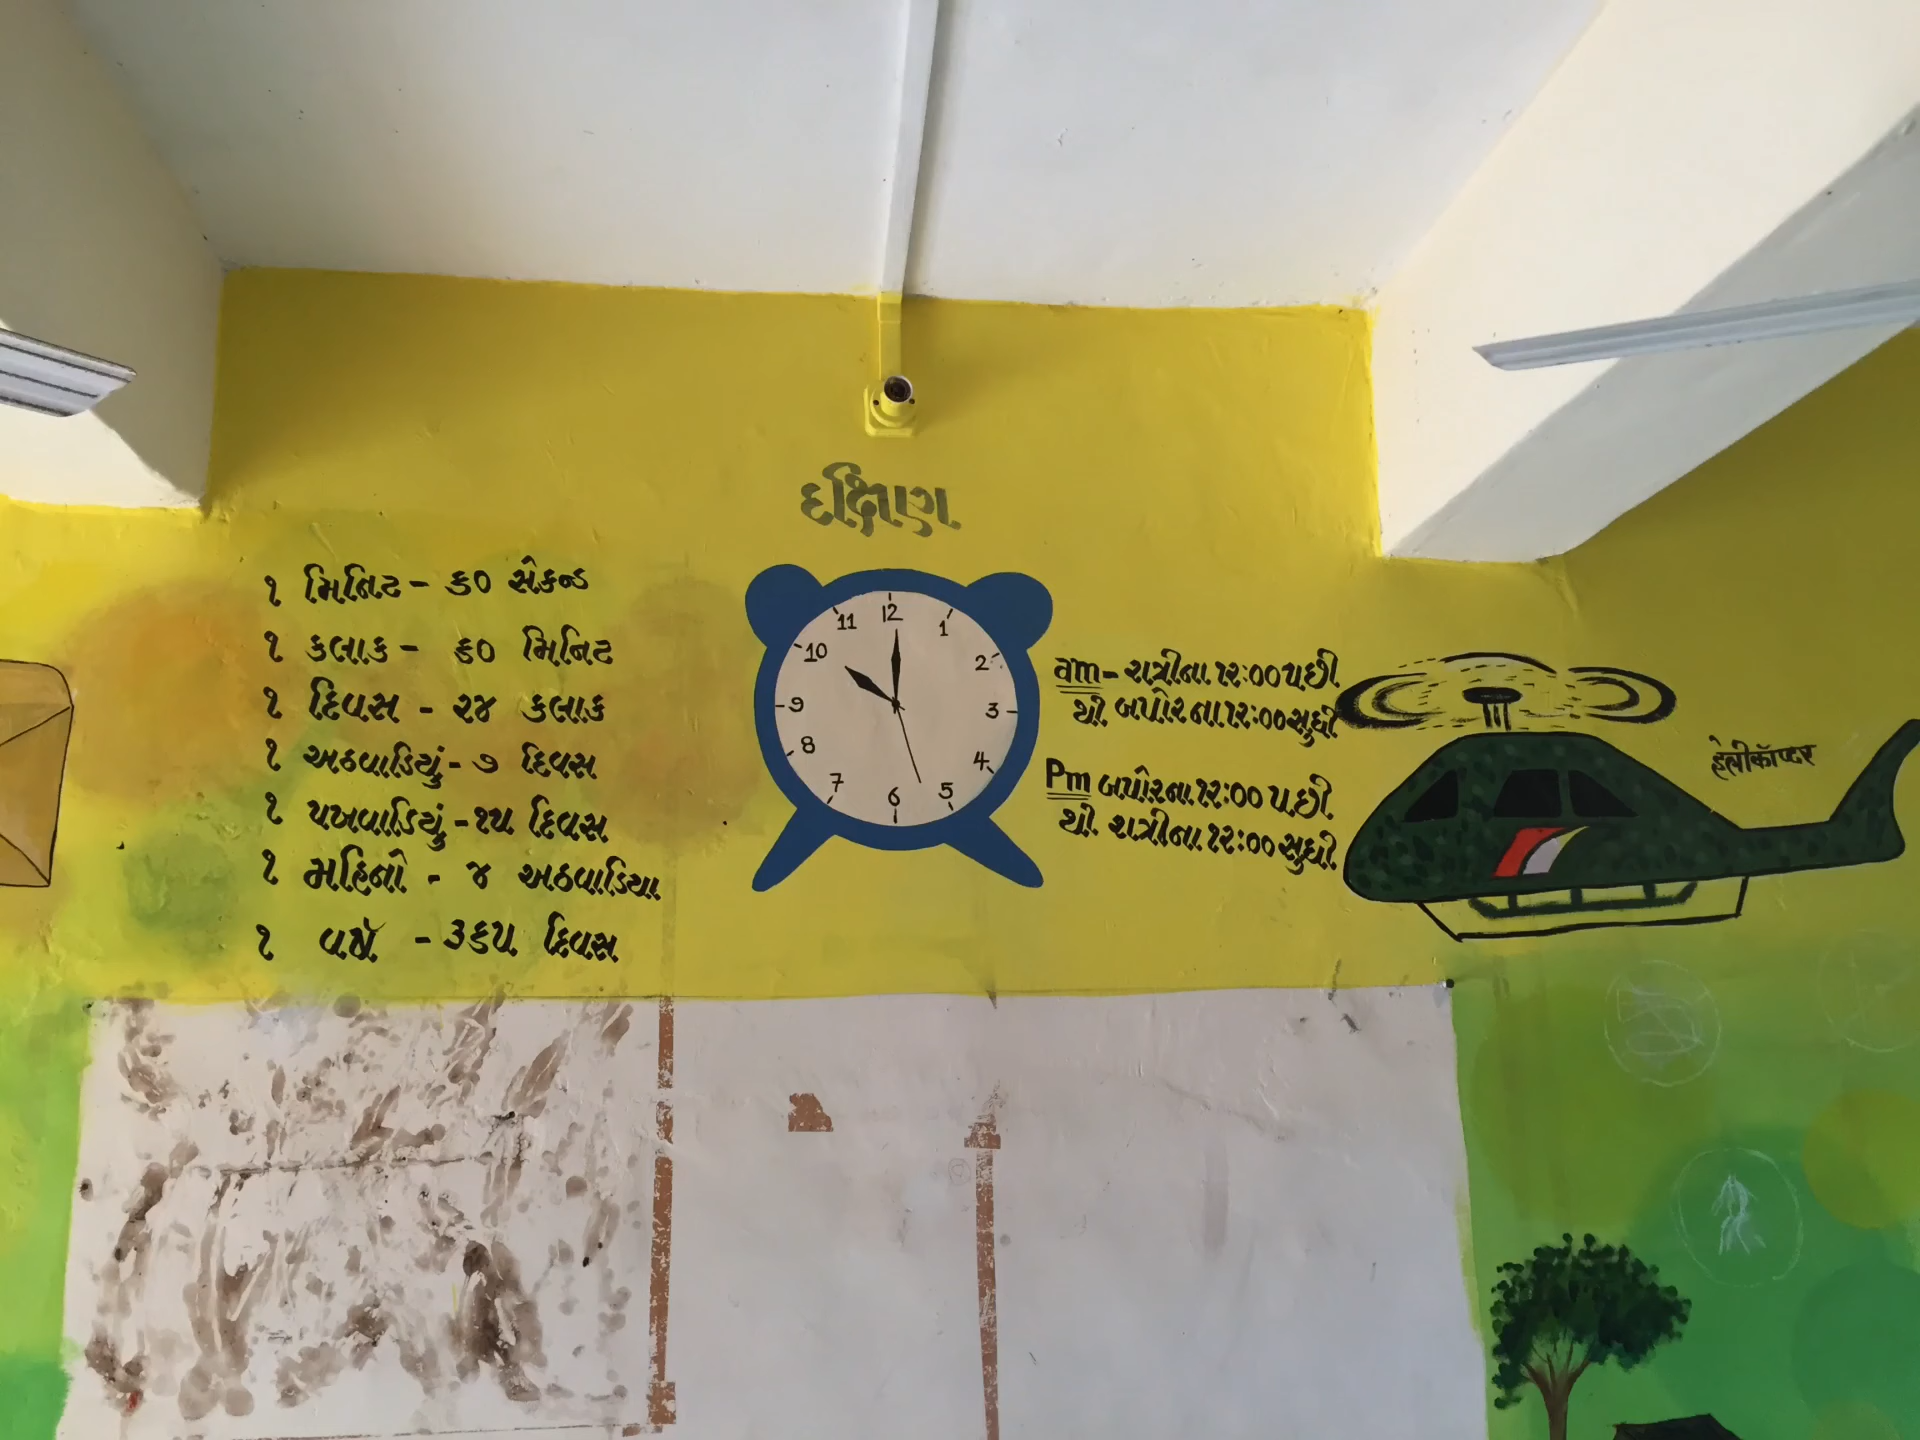 દક્ષિણ
૧ મિનિટ - ૬૦ સેકન્ડ
૧ કલાક - ૬૦ મિનિટ
૧ દિવસ - ૨૪ કલાક
૧ અઠવાડિયું - ૭ દિવસ
૧ પખવાડિયું - ૧૫ દિવસ
૧ મહિનો - ૪ અઠવાડિયા
૧ વર્ષ - ૩૬૫ દિવસ
11 12 1
10 2
9 3
8 4
7 6 5
am - રાત્રીના ૧૨:૦૦ પછી
થી બપોરના ૧૨:૦૦ સુધી
Pm બપોરના ૧૨:૦૦ પછી
થી રાત્રીના ૧૨:૦૦ સુધી
हेलीकॉप्टर